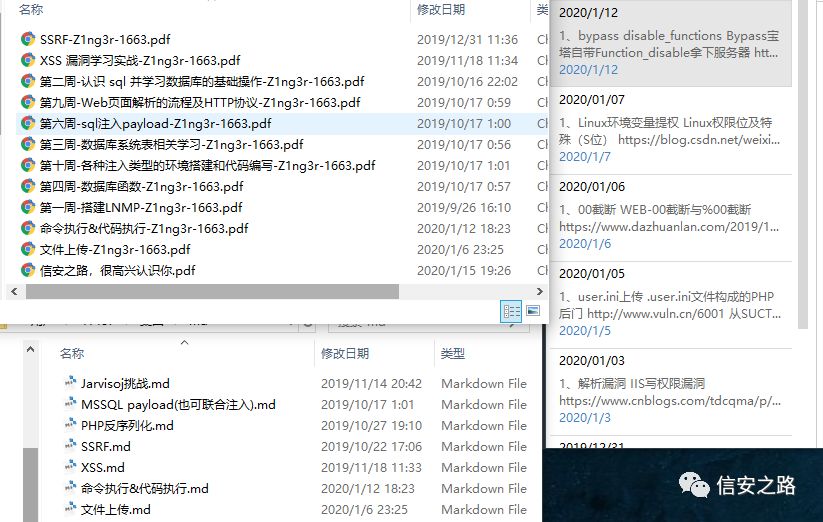 名称 修改日期 类
SSRF-Z1ng3r-1663.pdf 2019/12/31 11:36
XSS 漏洞学习实战-Z1ng3r-1663.pdf 2019/11/18 11:34
第二周-认识 sql 并学习数据库的基础操作-Z1ng3r-1663.pdf 2019/10/16 22:02
第九周-Web页面解析的流程及HTTP协议-Z1ng3r-1663.pdf 2019/10/17 0:59
第六周-sql注入payload-Z1ng3r-1663.pdf 2019/10/17 1:00
第三周-数据库系统表相关学习-Z1ng3r-1663.pdf 2019/10/17 0:56
第十周-各种注入类型的环境搭建和代码编写-Z1ng3r-1663.pdf 2019/10/17 1:01
第四周-数据库函数-Z1ng3r-1663.pdf 2019/10/17 0:57
第一周-搭建LNMP-Z1ng3r-1663.pdf 2019/9/26 16:10
命令执行&代码执行-Z1ng3r-1663.pdf 2020/1/12 18:23
文件上传-Z1ng3r-1663.pdf 2020/1/6 23:25
信安之路，很高兴认识你.pdf 2020/1/15 19:26
名称 修改日期 类型
Jarvisoj挑战.md 2019/11/14 20:42 Markdown File
MSSQL payload(也可联合注入).md 2019/10/17 1:01 Markdown File
PHP反序列化.md 2019/10/27 19:10 Markdown File
SSRF.md 2019/10/22 17:06 Markdown File
XSS.md 2019/11/18 11:33 Markdown File
命令执行&代码执行.md 2020/1/12 18:23 Markdown File
文件上传.md 2020/1/6 23:25 Markdown File
2020/1/12
1、bypass disable_functions Bypass宝
塔自带Function_disable拿下服务器 htt...
2020/1/12
2020/01/07
1、Linux环境变量提权 Linux权限位及特
殊（S位） https://blog.csdn.net/weixi...
2020/1/7
2020/01/06
1、00截断 WEB-00截断与%00截断
https://www.dazhuanlan.com/2019/1...
2020/1/6
2020/01/05
1、user.ini上传 .user.ini文件构成的PHP
后门 http://www.vuln.cn/6001 从SUCT...
2020/1/5
2020/01/03
1、解析漏洞 IIS写权限漏洞
https://www.cnblogs.com/tdcqma/p/...
2020/1/3
2019/12/31
信安之路